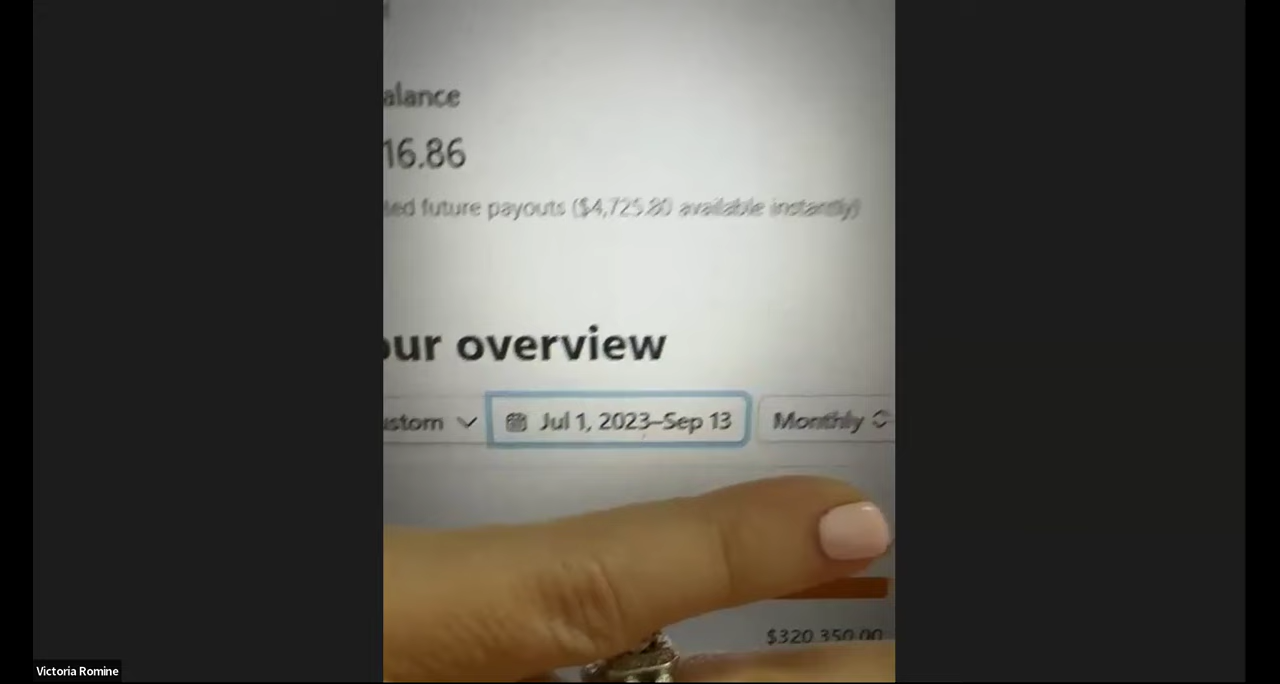 alance
16.86
ted future payouts ($4,725.80 available instantly)
our overview
ustom
Jul 1, 2023–Sep 13
Monthly
$320,350.00
Victoria Romine